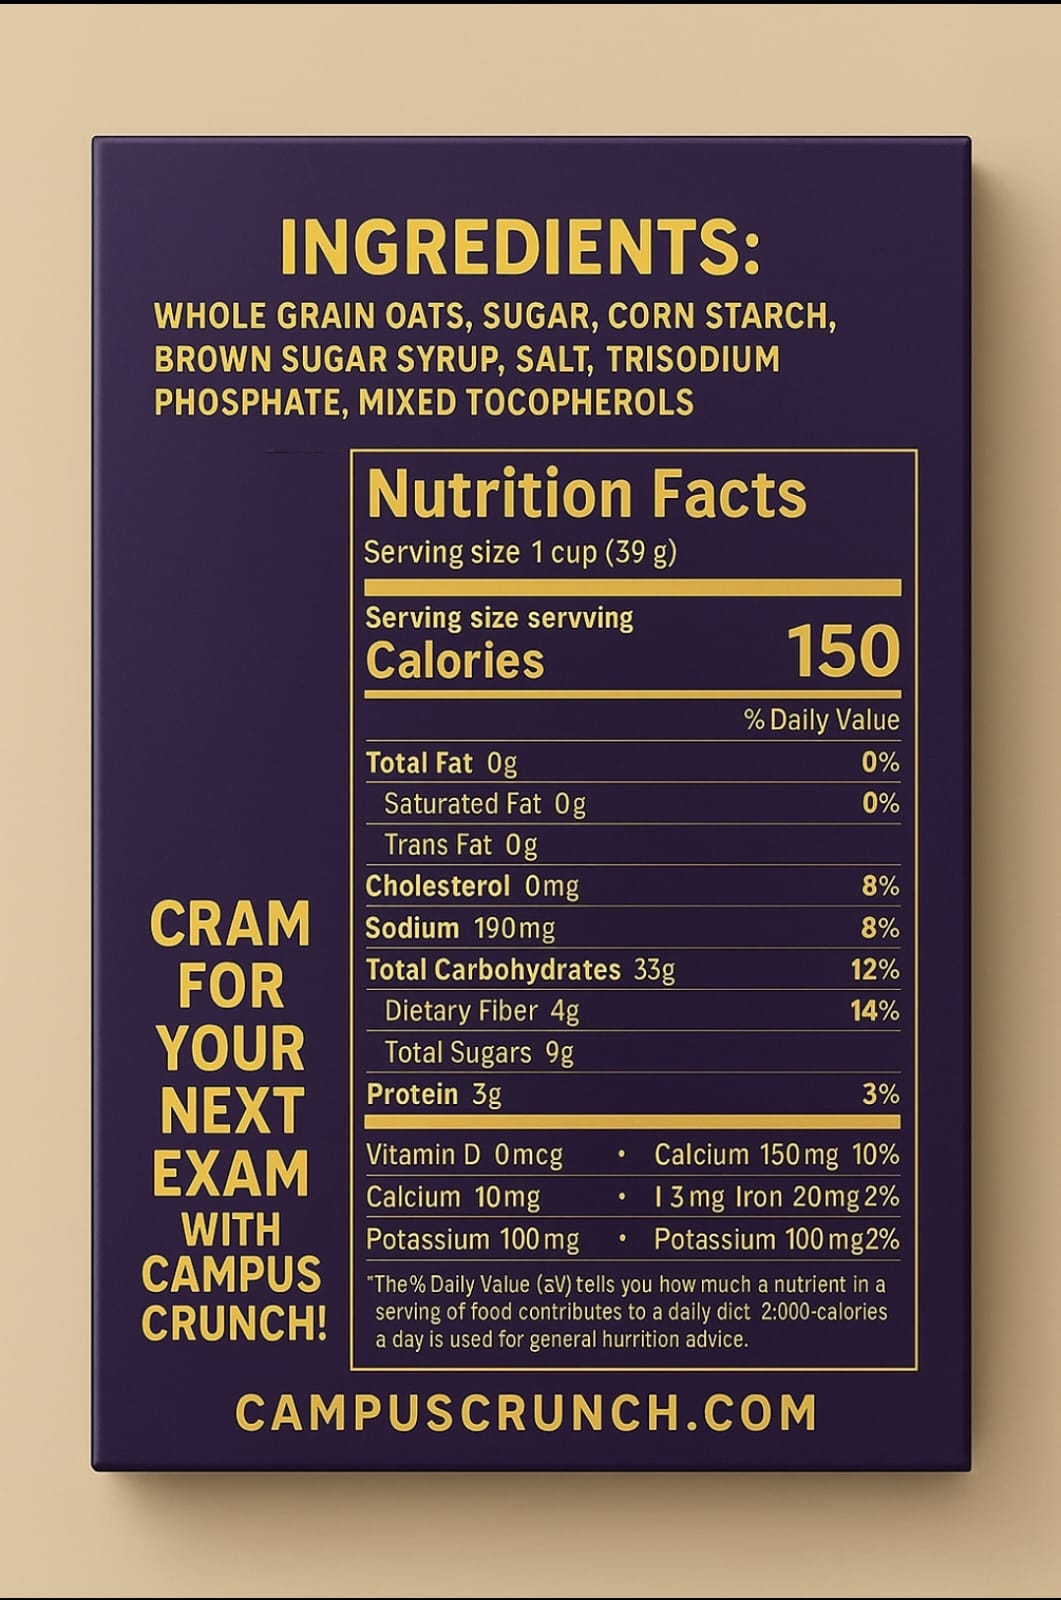 INGREDIENTS:
WHOLE GRAIN OATS, SUGAR, CORN STARCH,
BROWN SUGAR SYRUP, SALT, TRISODIUM
PHOSPHATE, MIXED TOCOPHEROLS
Nutrition Facts
Serving size 1 cup (39 g)
Serving size servving
Calories 150
% Daily Value
Total Fat 0g 0%
Saturated Fat 0g 0%
Trans Fat 0g
Cholesterol 0mg 8%
Sodium 190mg 8%
Total Carbohydrates 33g 12%
Dietary Fiber 4g 14%
Total Sugars 9g
Protein 3g 3%
Vitamin D 0mcg • Calcium 150mg 10%
Calcium 10mg • I 3mg Iron 20mg 2%
Potassium 100mg • Potassium 100mg 2%
"The % Daily Value (aV) tells you how much a nutrient in a
serving of food contributes to a daily dict 2:000-calories
a day is used for general hurrition advice.
CRAM
FOR
YOUR
NEXT
EXAM
WITH
CAMPUS
CRUNCH!
CAMPUSCRUNCH.COM